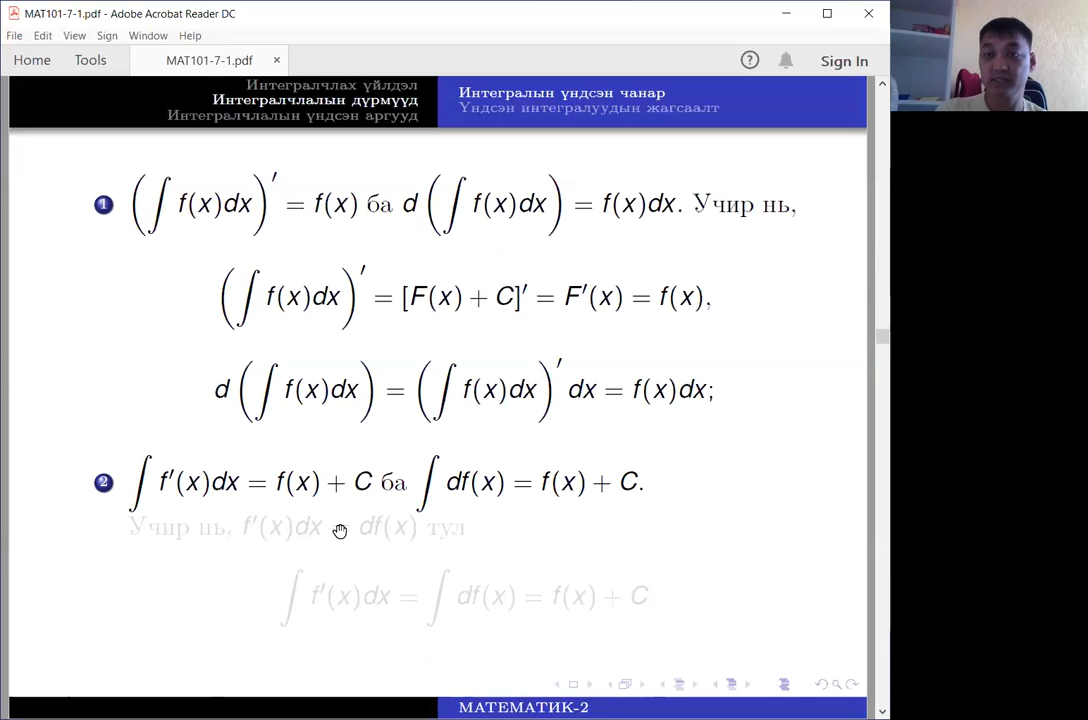 MAT101-7-1.pdf - Adobe Acrobat Reader DC
File Edit View Sign Window Help
Home Tools MAT101-7-1.pdf × ? Sign In
Интегралчлах үйлдэл
Интегралчлалын дүрмүүд
Интегралчлалын үндсэн аргууд
Интегралын үндсэн чанар
Үндсэн интегралуудын жагсаалт
1 (∫ f(x)dx)′ = f(x) ба d (∫ f(x)dx) = f(x)dx. Учир нь,
(∫ f(x)dx)′ = [F(x) + C]′ = F′(x) = f(x),
d (∫ f(x)dx) = (∫ f(x)dx)′ dx = f(x)dx;
2 ∫ f′(x)dx = f(x) + C ба ∫ df(x) = f(x) + C.
Учир нь, f′(x)dx = df(x) тул
∫ f′(x)dx = ∫ df(x) = f(x) + C
МАТЕМАТИК-2